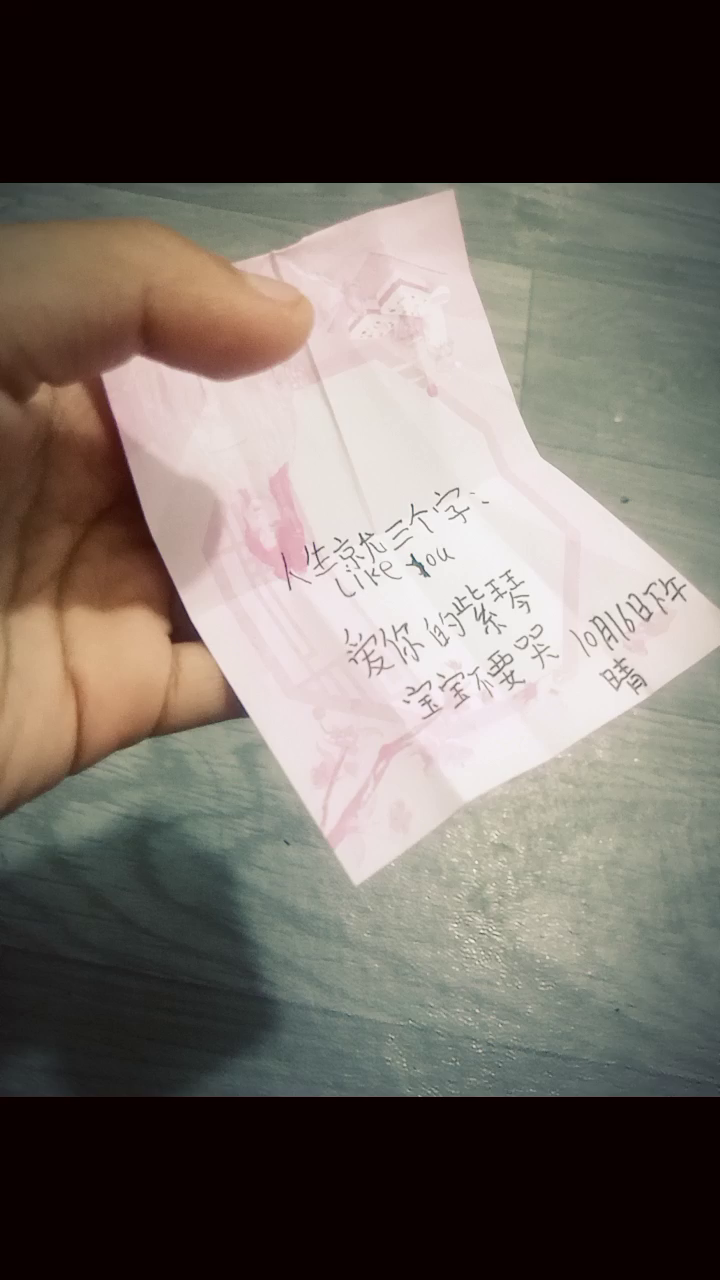 人生就三个字、
Like You
爱你的紫琴
宝宝不要哭
10月16日下午
晴